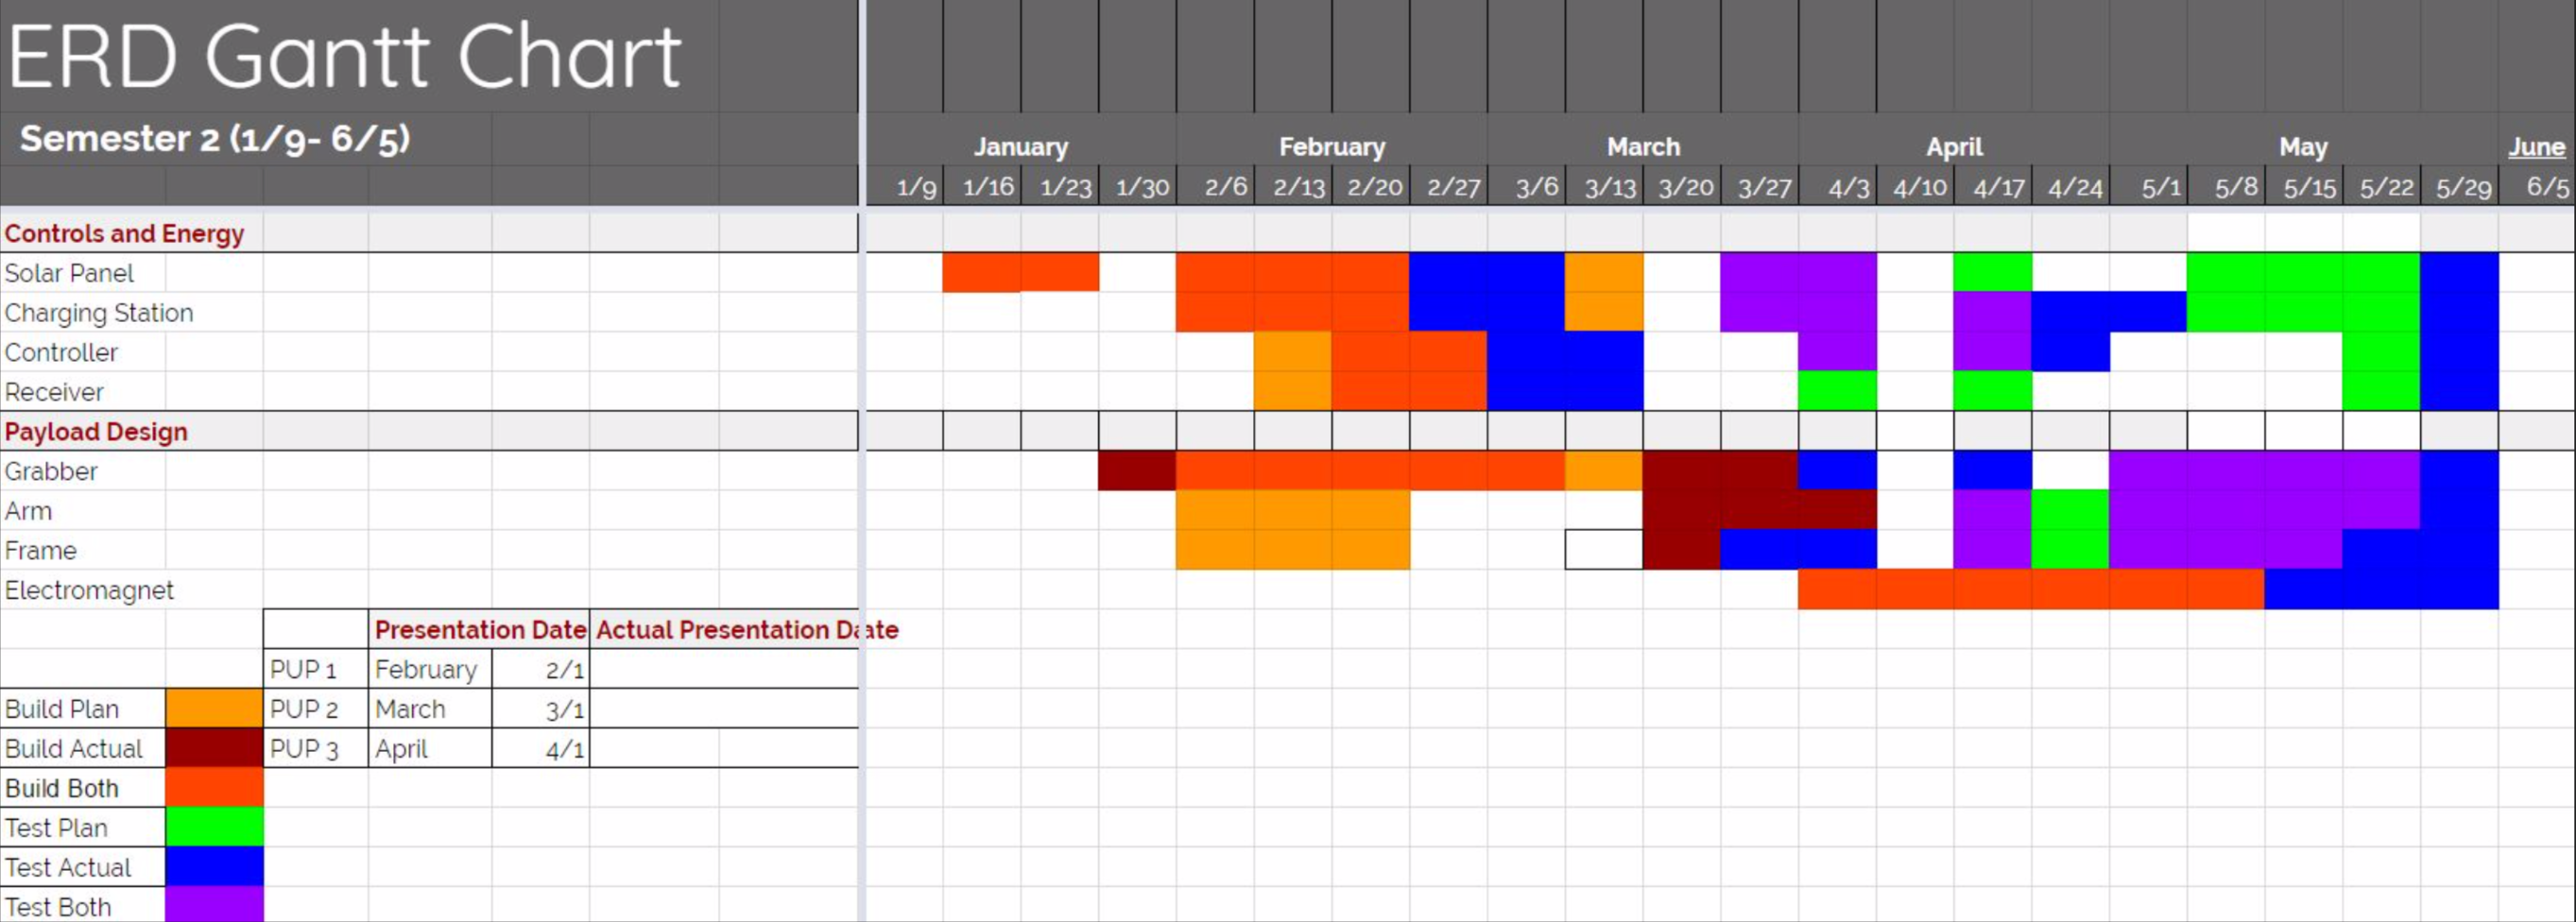 ERD Gantt Chart
Semester 2 (1/9- 6/5)
January February March April May June
1/9 1/16 1/23 1/30 2/6 2/13 2/20 2/27 3/6 3/13 3/20 3/27 4/3 4/10 4/17 4/24 5/1 5/8 5/15 5/22 5/29 6/5
Controls and Energy
Solar Panel
Charging Station
Controller
Receiver
Payload Design
Grabber
Arm
Frame
Electromagnet
Presentation Date Actual Presentation Date
PUP 1 February 2/1
Build Plan PUP 2 March 3/1
Build Actual PUP 3 April 4/1
Build Both
Test Plan
Test Actual
Test Both